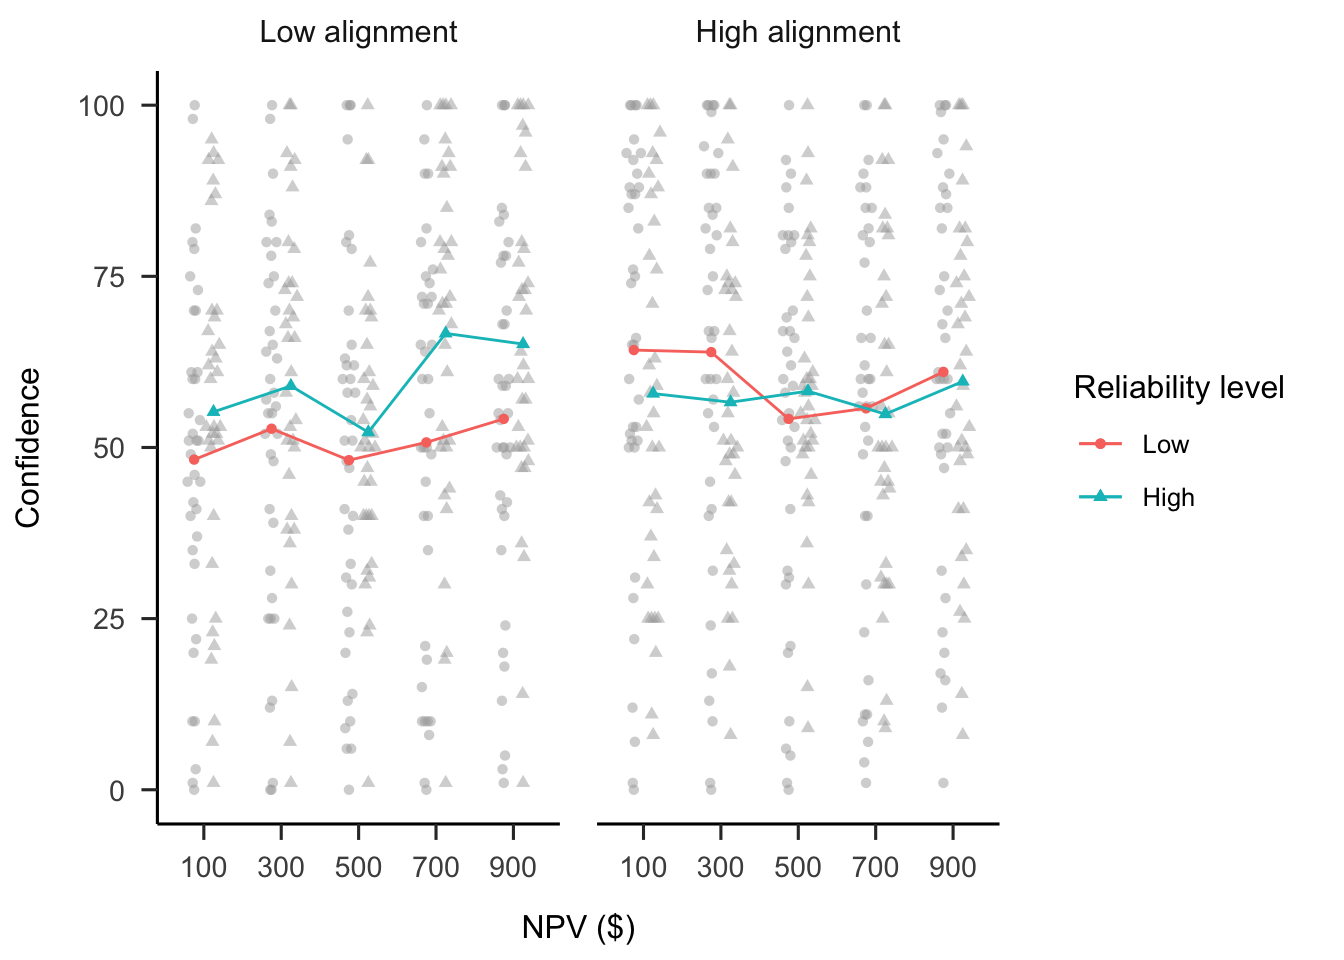 Low alignment
High alignment
100
75
50
25
0
Confidence
100 300 500 700 900
100 300 500 700 900
NPV ($)
Reliability level
Low
High